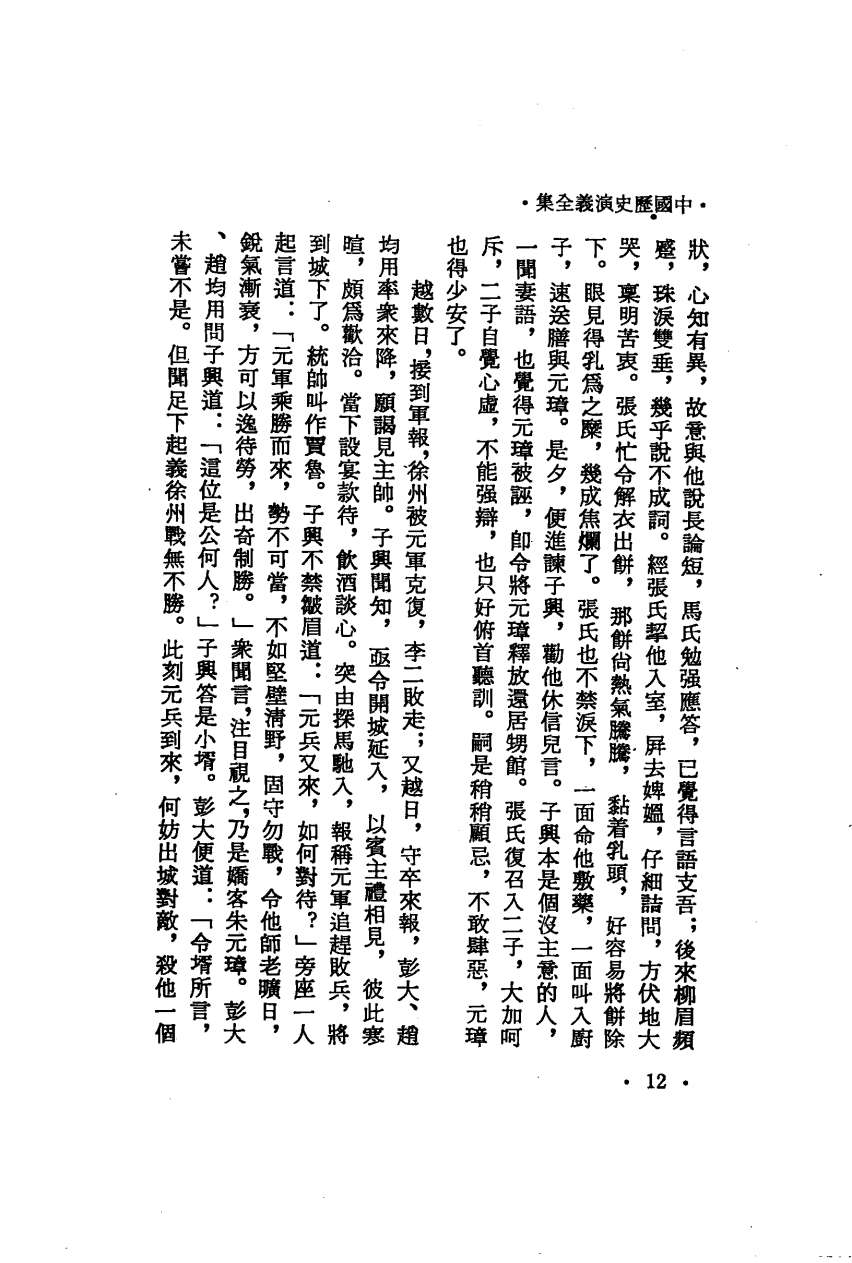 ·中國歷史演義全集·
狀，心知有異，故意與他說長論短，馬氏勉强應答，已覺得言語支吾；後來柳眉頻
蹙，珠淚雙垂，幾乎說不成詞。經張氏挈他入室，屏去婢媼，仔細詰問，方伏地大
哭，稟明苦衷。張氏忙令解衣出餅，那餅尙熱氣騰騰，黏着乳頭，好容易將餅除
下。眼見得乳爲之糜，幾成焦爛了。張氏也不禁淚下，一面命他敷藥，一面叫入廚
子，速送膳與元璋。是夕，便進諫子興，勸他休信兒言。子興本是個沒主意的人，
一聞妻語，也覺得元璋被誣，卽令將元璋釋放還居甥館。張氏復召入二子，大加呵
斥，二子自覺心虛，不能强辯，也只好俯首聽訓。嗣是稍稍顧忌，不敢肆惡，元璋
也得少安了。
越數日，接到軍報，徐州被元軍克復，李二敗走；又越日，守卒來報，彭大、趙
均用率衆來降，願謁見主帥。子興聞知，亟令開城延入，以賓主禮相見，彼此寒
暄，頗爲歡洽。當下設宴款待，飲酒談心。突由探馬馳入，報稱元軍追趕敗兵，將
到城下了。統帥叫作賈魯。子興不禁皺眉道：「元兵又來，如何對待？」旁座一人
起言道：「元軍乘勝而來，勢不可當，不如堅壁淸野，固守勿戰，令他師老曠日，
銳氣漸衰，方可以逸待勞，出奇制勝。」衆聞言，注目視之，乃是嬌客朱元璋。彭大
、趙均用問子興道：「這位是公何人？」子興答是小壻。彭大便道：「令壻所言，
未嘗不是。但聞足下起義徐州戰無不勝。此刻元兵到來，何妨出城對敵，殺他一個
·12·